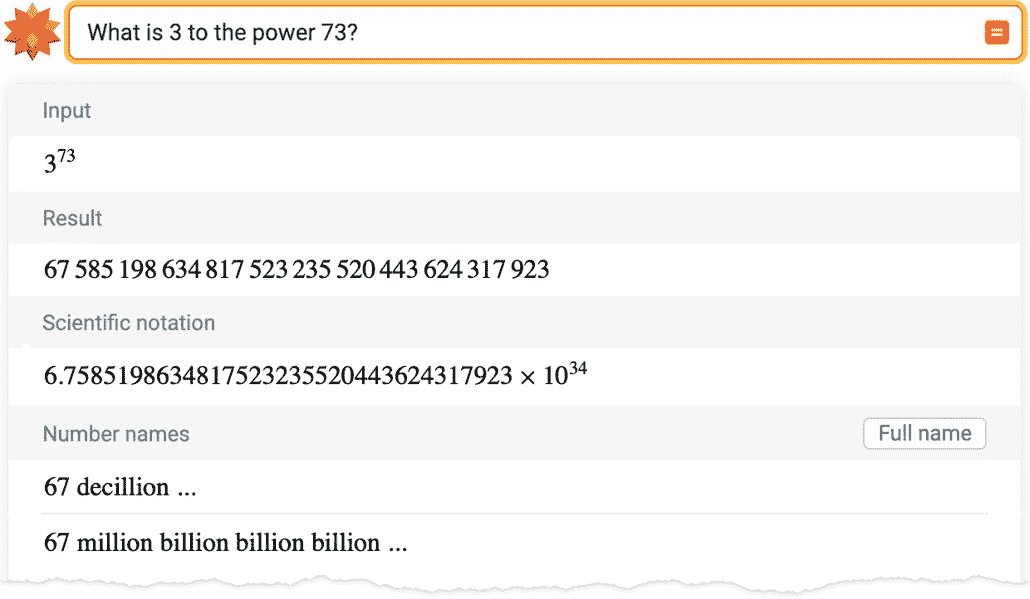 What is 3 to the power 73?
Input
3^73
Result
67 585 198 634 817 523 235 520 443 624 317 923
Scientific notation
6.7585198634817523235520443624317923 × 10^34
Number names
Full name
67 decillion ...
67 million billion billion billion ...